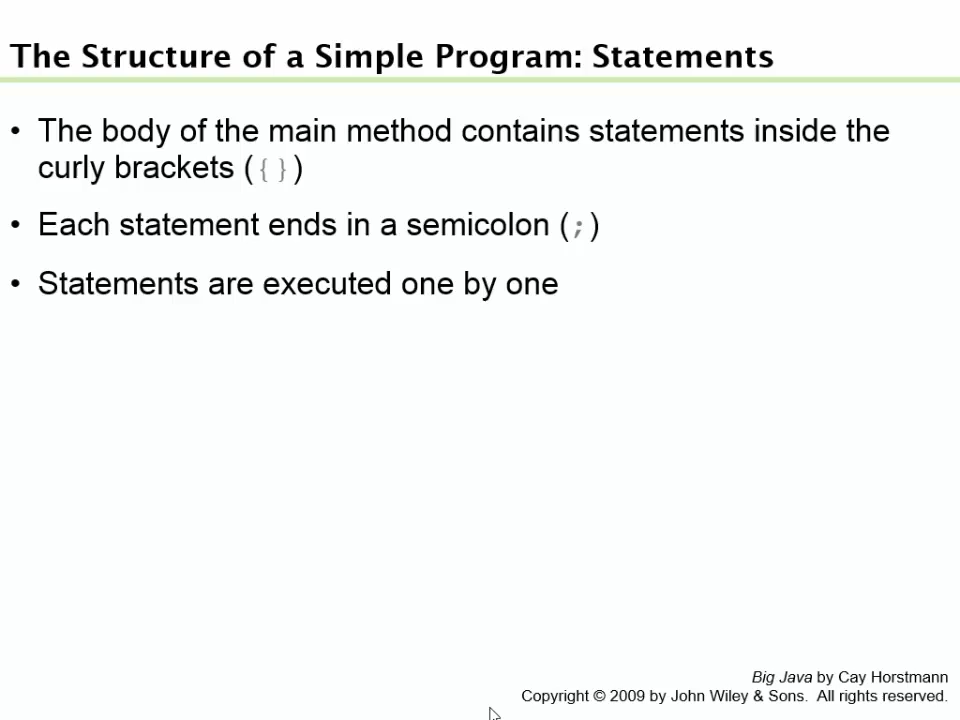 The Structure of a Simple Program: Statements
• The body of the main method contains statements inside the
curly brackets ({})
• Each statement ends in a semicolon (;)
• Statements are executed one by one
Big Java by Cay Horstmann
Copyright © 2009 by John Wiley & Sons. All rights reserved.